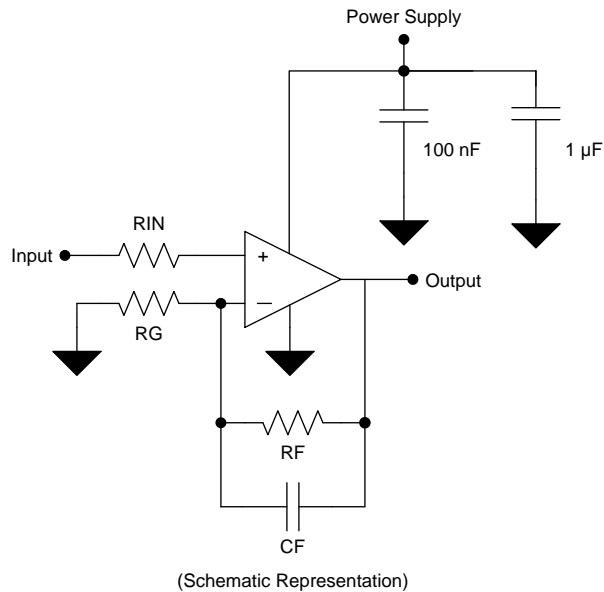 Power Supply
100 nF
1 µF
RIN
Input
+
Output
−
RG
RF
CF
(Schematic Representation)